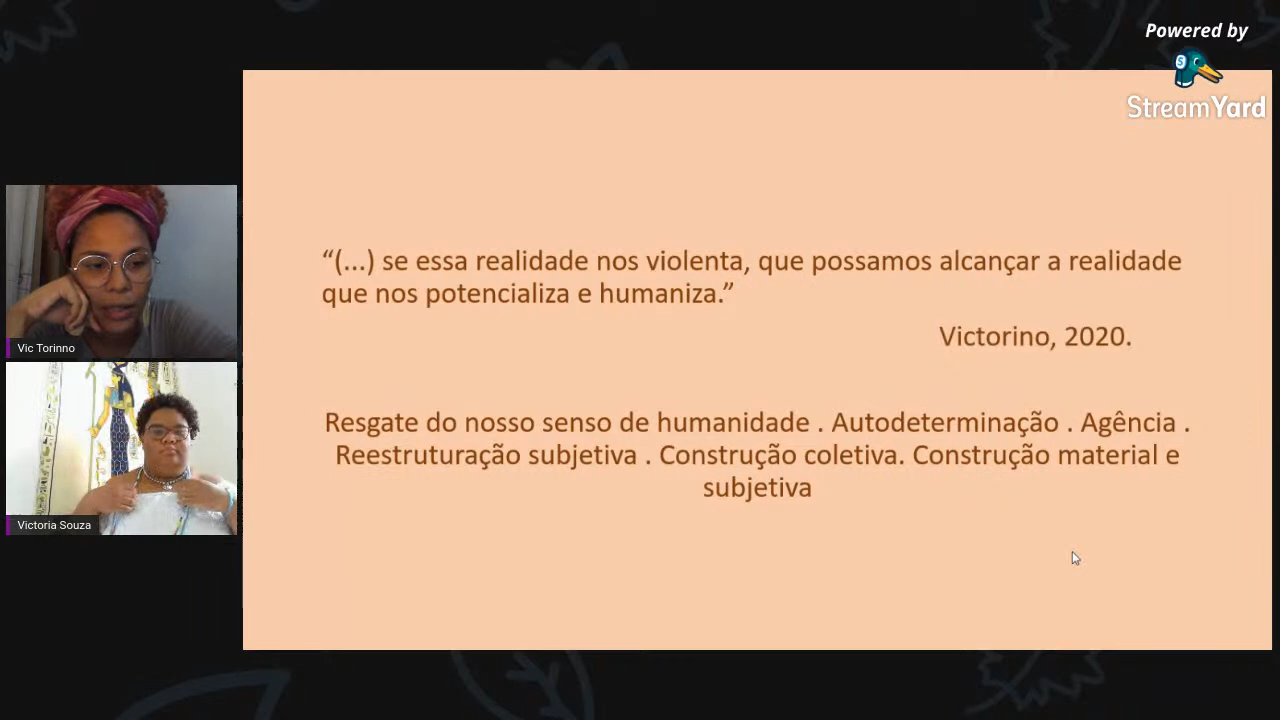 Powered by
StreamYard
“(...) se essa realidade nos violenta, que possamos alcançar a realidade
que nos potencializa e humaniza.”
Victorino, 2020.
Resgate do nosso senso de humanidade . Autodeterminação . Agência .
Reestruturação subjetiva . Construção coletiva. Construção material e
subjetiva
Vic Torinno
Victoria Souza